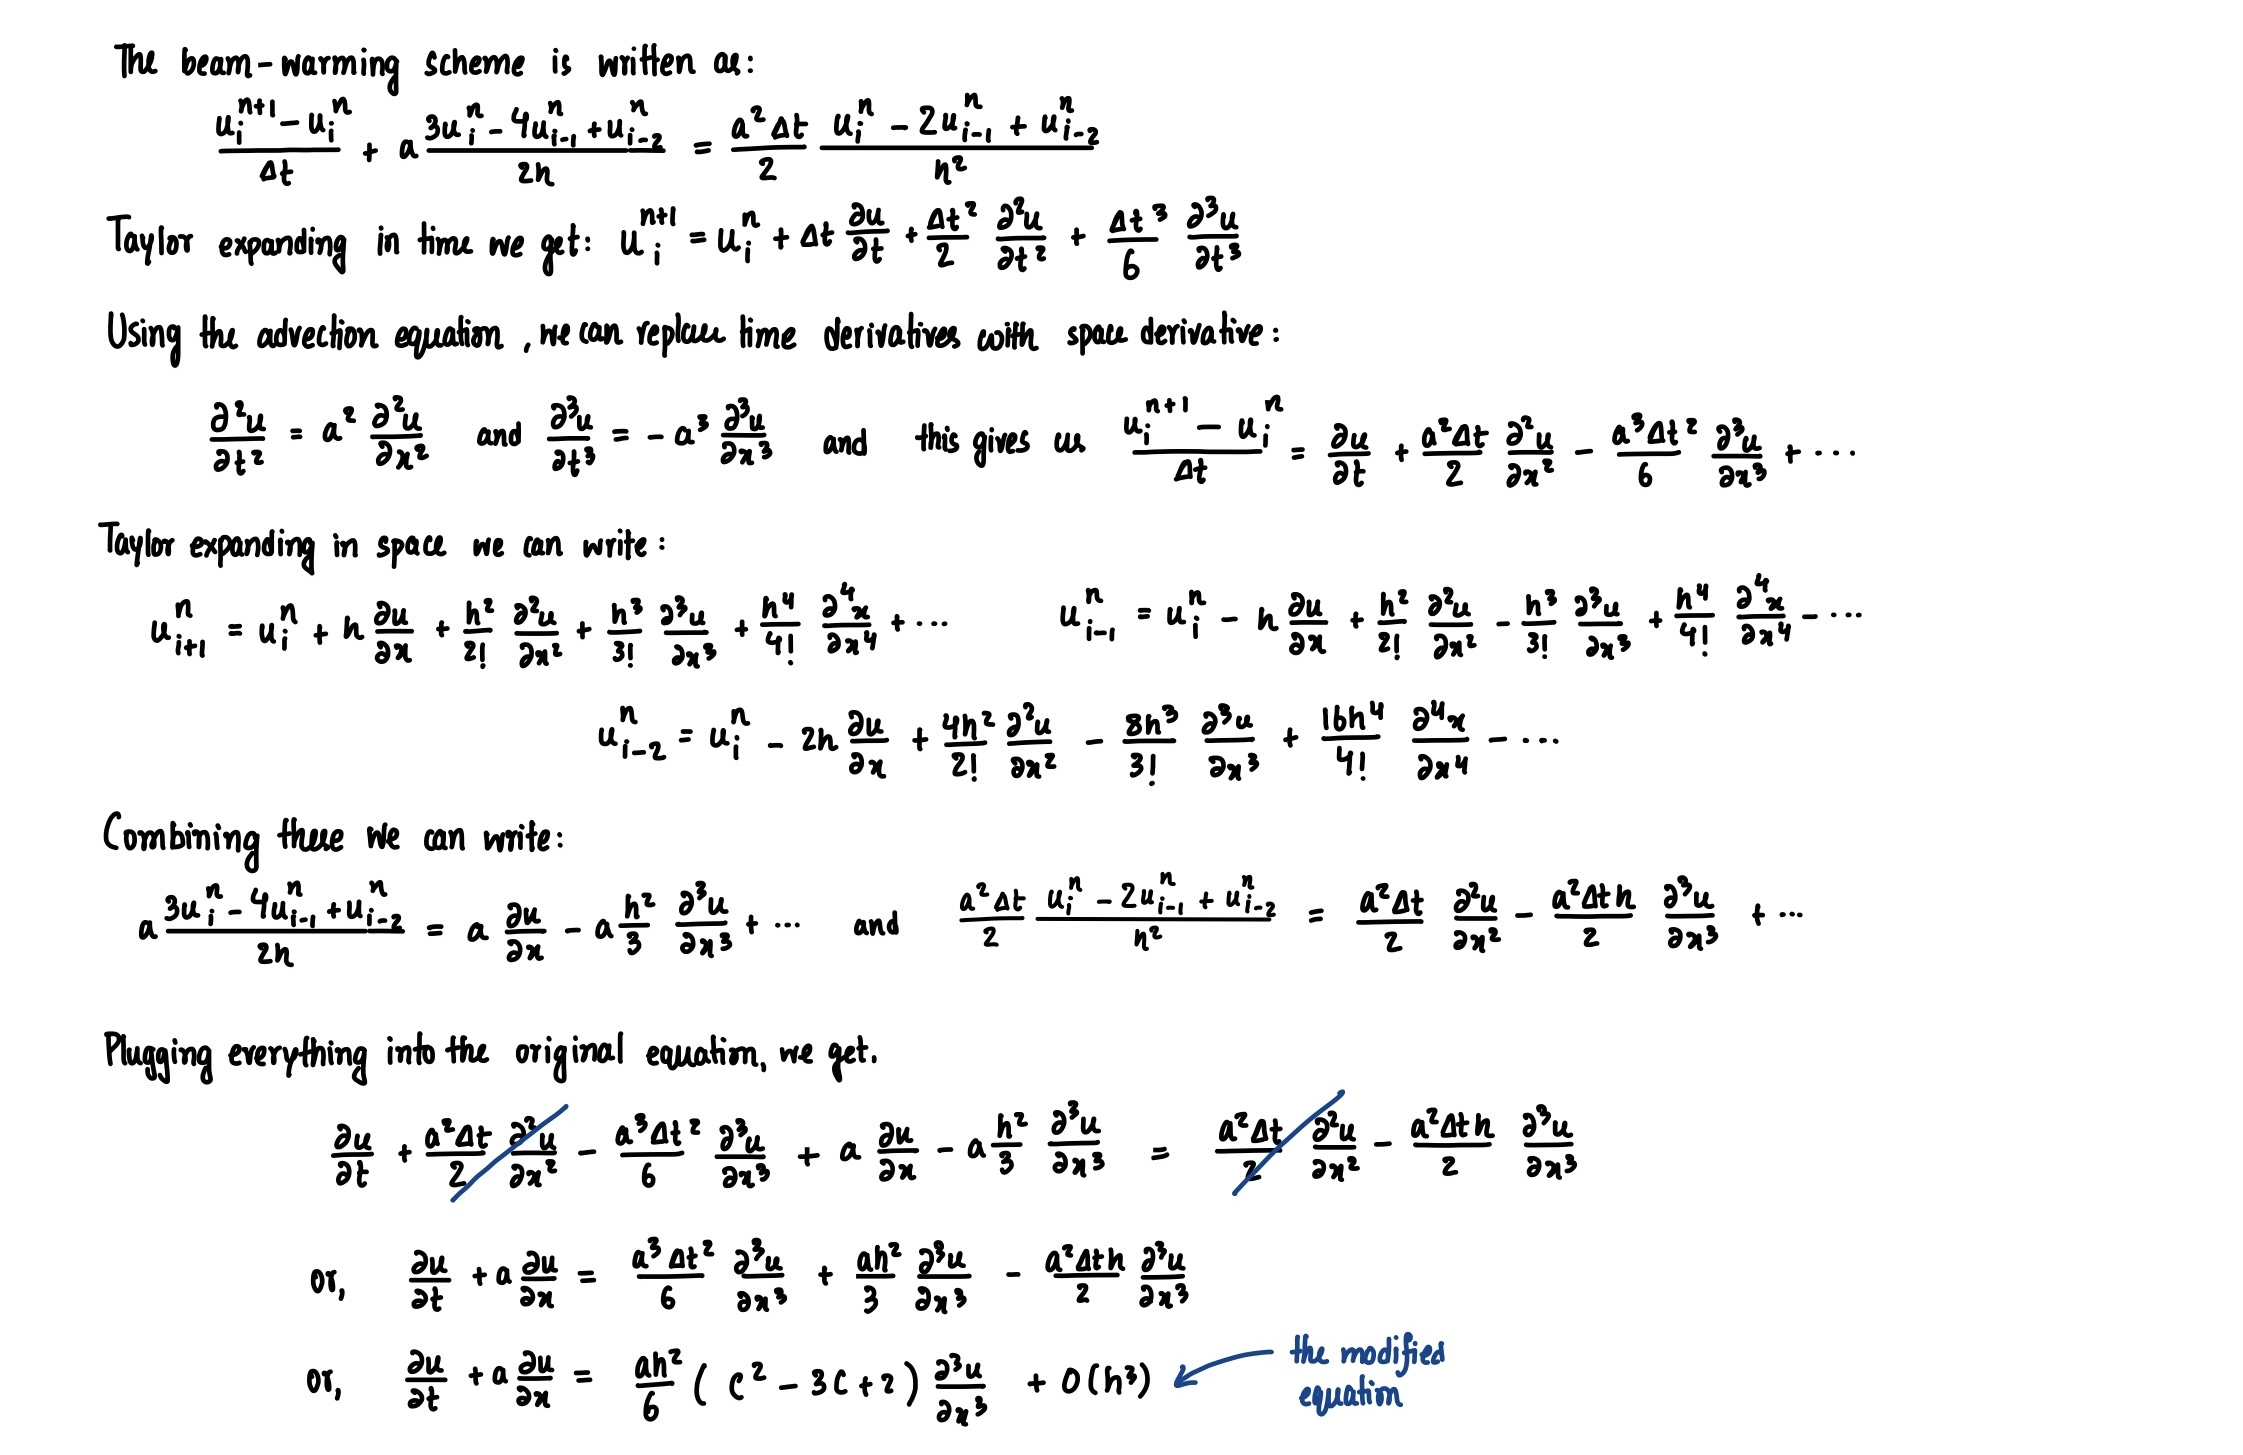 The beam-warming scheme is written as:
$\frac{u_i^{n+1} - u_i^n}{\Delta t} + a \frac{3u_i^n - 4u_{i-1}^n + u_{i-2}^n}{2h} = \frac{a^2 \Delta t}{2} \frac{u_i^n - 2u_{i-1}^n + u_{i-2}^n}{h^2}$
Taylor expanding in time we get: $u_i^{n+1} = u_i^n + \Delta t \frac{\partial u}{\partial t} + \frac{\Delta t^2}{2} \frac{\partial^2 u}{\partial t^2} + \frac{\Delta t^3}{6} \frac{\partial^3 u}{\partial t^3}$
Using the advection equation, we can replace time derivatives with space derivative:
$\frac{\partial^2 u}{\partial t^2} = a^2 \frac{\partial^2 u}{\partial x^2}$ and $\frac{\partial^3 u}{\partial t^3} = -a^3 \frac{\partial^3 u}{\partial x^3}$ and this gives us $\frac{u_i^{n+1} - u_i^n}{\Delta t} = \frac{\partial u}{\partial t} + \frac{a^2 \Delta t}{2} \frac{\partial^2 u}{\partial x^2} - \frac{a^3 \Delta t^2}{6} \frac{\partial^3 u}{\partial x^3} + \cdots$
Taylor expanding in space we can write:
$u_{i+1}^n = u_i^n + h \frac{\partial u}{\partial x} + \frac{h^2}{2!} \frac{\partial^2 u}{\partial x^2} + \frac{h^3}{3!} \frac{\partial^3 u}{\partial x^3} + \frac{h^4}{4!} \frac{\partial^4 x}{\partial x^4} + \cdots$ $u_{i-1}^n = u_i^n - h \frac{\partial u}{\partial x} + \frac{h^2}{2!} \frac{\partial^2 u}{\partial x^2} - \frac{h^3}{3!} \frac{\partial^3 u}{\partial x^3} + \frac{h^4}{4!} \frac{\partial^4 x}{\partial x^4} - \cdots$
$u_{i-2}^n = u_i^n - 2h \frac{\partial u}{\partial x} + \frac{4h^2}{2!} \frac{\partial^2 u}{\partial x^2} - \frac{8h^3}{3!} \frac{\partial^3 u}{\partial x^3} + \frac{16h^4}{4!} \frac{\partial^4 x}{\partial x^4} - \cdots$
Combining these we can write:
$a \frac{3u_i^n - 4u_{i-1}^n + u_{i-2}^n}{2h} = a \frac{\partial u}{\partial x} - a \frac{h^2}{3} \frac{\partial^3 u}{\partial x^3} + \cdots$ and $\frac{a^2 \Delta t}{2} \frac{u_i^n - 2u_{i-1}^n + u_{i-2}^n}{h^2} = \frac{a^2 \Delta t}{2} \frac{\partial^2 u}{\partial x^2} - \frac{a^2 \Delta t h}{2} \frac{\partial^3 u}{\partial x^3} + \cdots$
Plugging everything into the original equation, we get.
$\frac{\partial u}{\partial t} + \frac{a^2 \Delta t}{2} \frac{\partial^2 u}{\partial x^2} - \frac{a^3 \Delta t^2}{6} \frac{\partial^3 u}{\partial x^3} + a \frac{\partial u}{\partial x} - a \frac{h^2}{3} \frac{\partial^3 u}{\partial x^3} = \frac{a^2 \Delta t}{2} \frac{\partial^2 u}{\partial x^2} - \frac{a^2 \Delta t h}{2} \frac{\partial^3 u}{\partial x^3}$
or, $\frac{\partial u}{\partial t} + a \frac{\partial u}{\partial x} = \frac{a^3 \Delta t^2}{6} \frac{\partial^3 u}{\partial x^3} + \frac{ah^2}{3} \frac{\partial^3 u}{\partial x^3} - \frac{a^2 \Delta t h}{2} \frac{\partial^3 u}{\partial x^3}$
or, $\frac{\partial u}{\partial t} + a \frac{\partial u}{\partial x} = \frac{ah^2}{6} (c^2 - 3c + 2) \frac{\partial^3 u}{\partial x^3} + O(h^3)$
the modified
equation